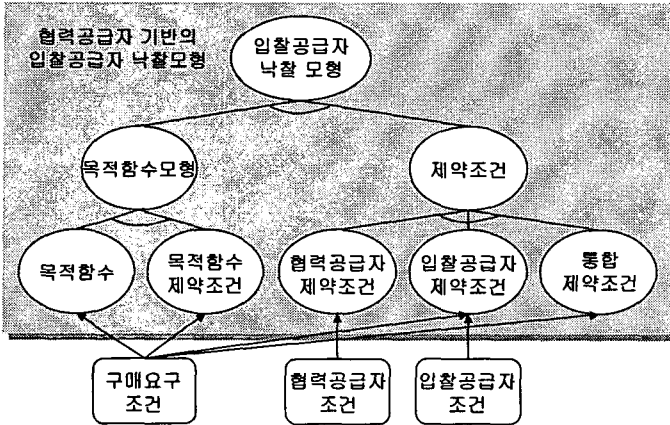 협력공급자 기반의
입찰공급자 낙찰모형
입찰공급자
낙찰 모형
목적함수모형
제약조건
목적함수
목적함수
제약조건
협력공급자
제약조건
입찰공급자
제약조건
통합
제약조건
구매요구
조건
협력공급자
조건
입찰공급자
조건